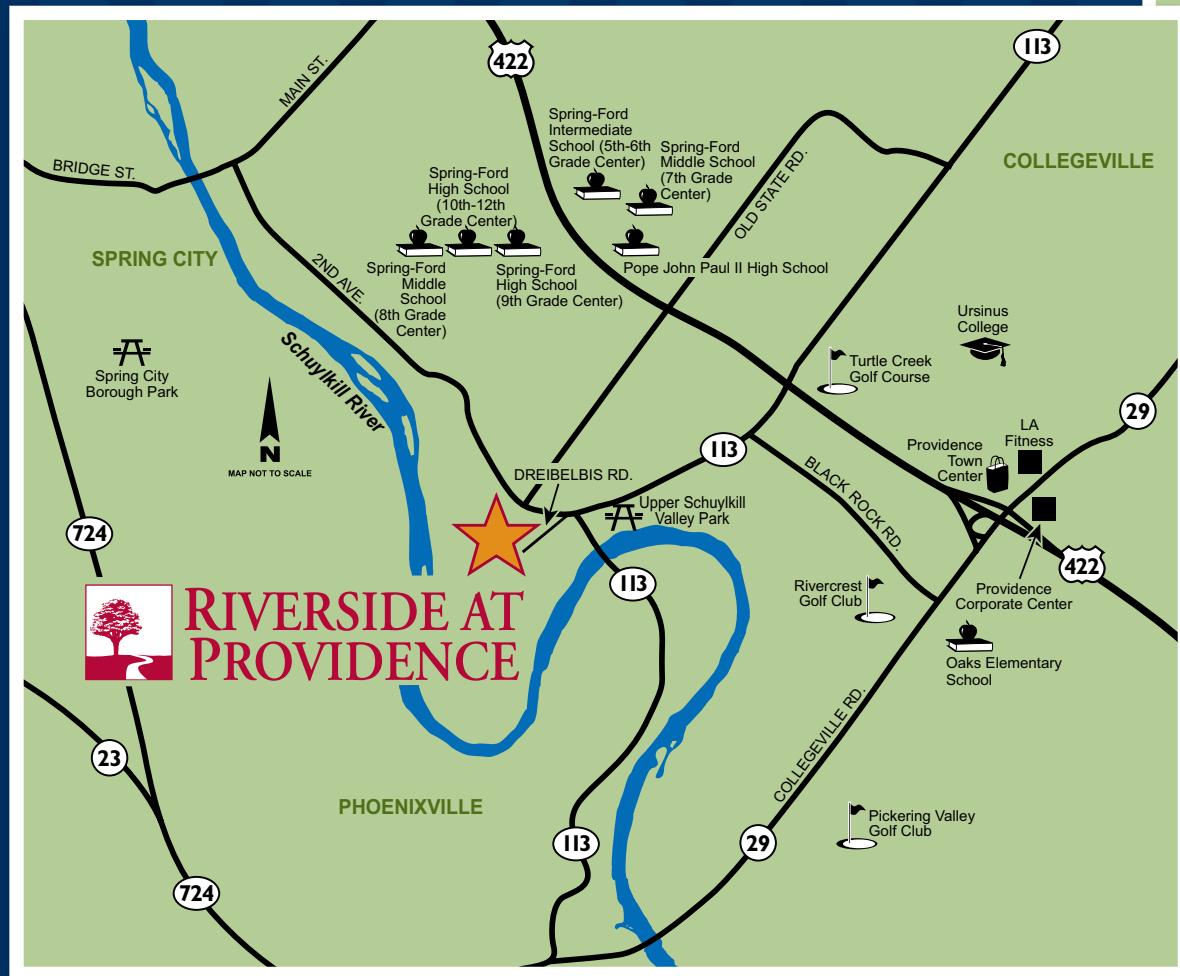 422
113
MAIN ST.
Spring-Ford
Intermediate
School (5th-6th
Grade Center)
Spring-Ford
Middle School
(7th Grade
Center)
COLLEGEVILLE
BRIDGE ST.
Spring-Ford
High School
(10th-12th
Grade Center)
OLD STATE RD.
SPRING CITY
2ND AVE.
Spring-Ford
Middle
School
(8th Grade
Center)
Spring-Ford
High School
(9th Grade Center)
Pope John Paul II High School
Ursinus
College
Schuylkill River
Turtle Creek
Golf Course
Spring City
Borough Park
29
N
MAP NOT TO SCALE
113
LA
Fitness
Providence
Town
Center
DREIBELBIS RD.
BLACK ROCK RD.
Upper Schuylkill
Valley Park
724
422
113
Rivercrest
Golf Club
Providence
Corporate Center
RIVERSIDE AT
PROVIDENCE
Oaks Elementary
School
COLLEGEVILLE RD.
23
PHOENIXVILLE
Pickering Valley
Golf Club
113
29
724